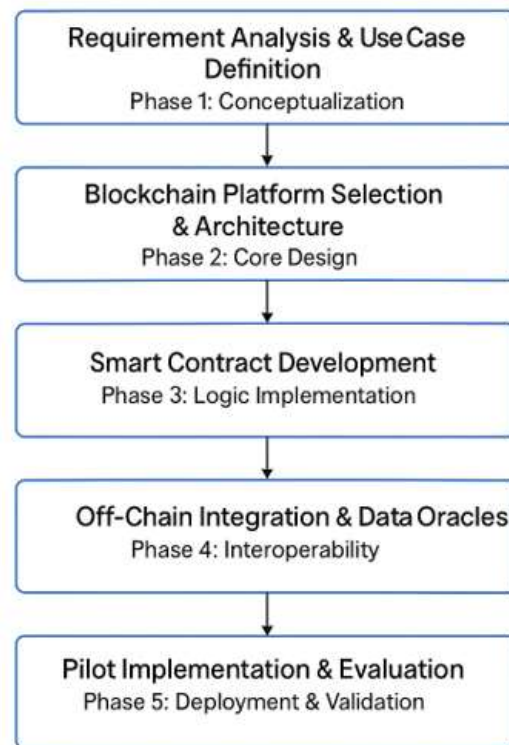 Requirement Analysis & Use Case
Definition
Phase 1: Conceptualization
Blockchain Platform Selection
& Architecture
Phase 2: Core Design
Smart Contract Development
Phase 3: Logic Implementation
Off-Chain Integration & Data Oracles
Phase 4: Interoperability
Pilot Implementation & Evaluation
Phase 5: Deployment & Validation